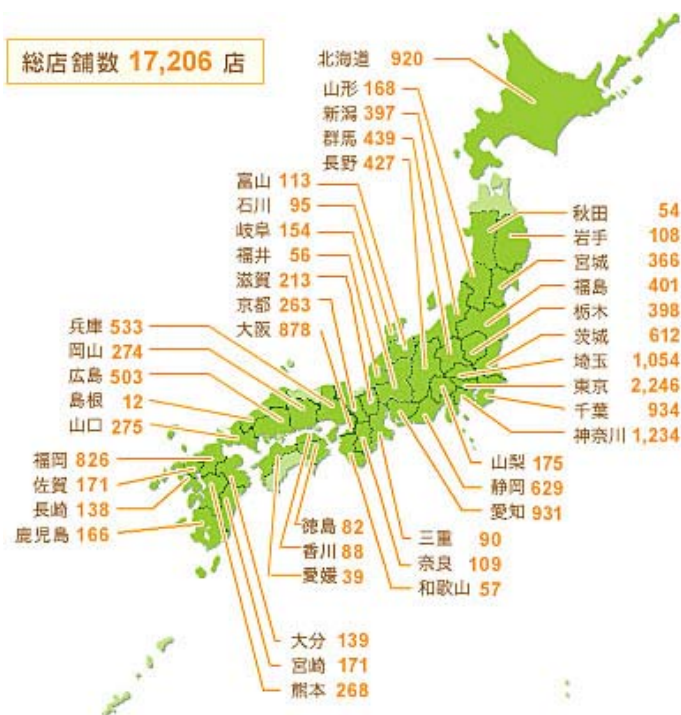 総店舗数 17,206 店
北海道 920
山形 168
新潟 397
群馬 439
長野 427
富山 113
石川 95
岐阜 154
福井 56
滋賀 213
京都 263
大阪 878
兵庫 533
岡山 274
広島 503
島根 12
山口 275
福岡 826
佐賀 171
長崎 138
鹿児島 166
秋田 54
岩手 108
宮城 366
福島 401
栃木 398
茨城 612
埼玉 1,054
東京 2,246
千葉 934
神奈川 1,234
山梨 175
静岡 629
愛知 931
三重 90
奈良 109
和歌山 57
徳島 82
香川 88
愛媛 39
大分 139
宮崎 171
熊本 268